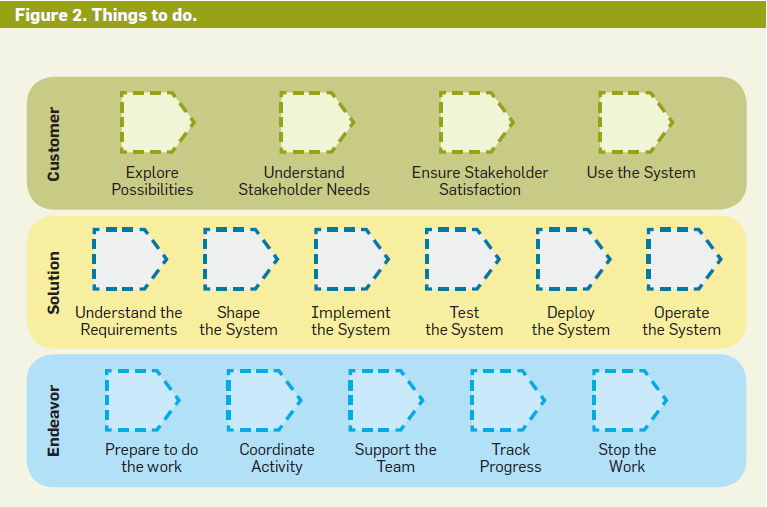 Figure 2. Things to do.
Customer
Explore
Possibilities
Understand
Stakeholder Needs
Ensure Stakeholder
Satisfaction
Use the System
Solution
Understand the
Requirements
Shape
the System
Implement
the System
Test
the System
Deploy
the System
Operate
the System
Endeavor
Prepare to do
the work
Coordinate
Activity
Support the
Team
Track
Progress
Stop the
Work